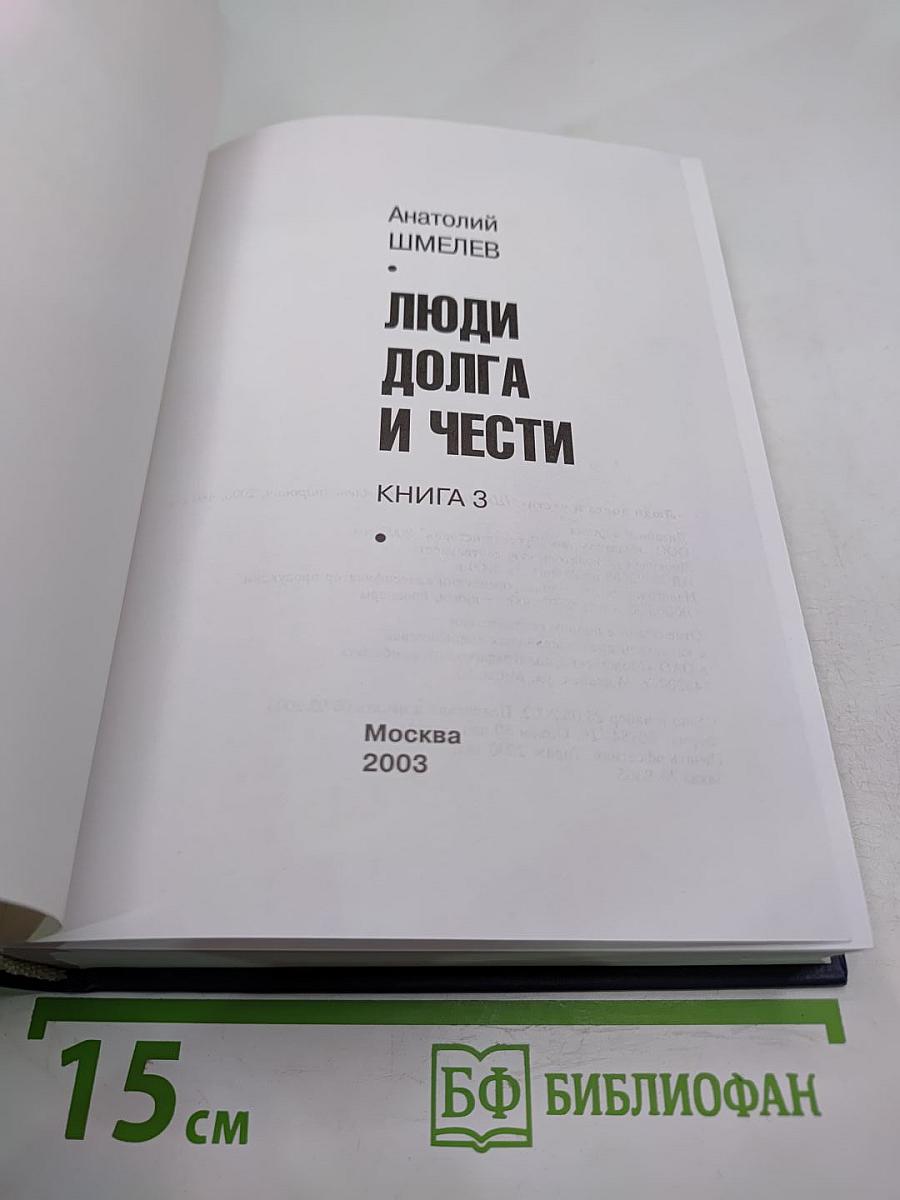 Анатолий
ШМЕЛЕВ
•
ЛЮДИ
ДОЛГА
И ЧЕСТИ
КНИГА 3
•
Москва
2003
15 см
БФ БИБЛИОФАН